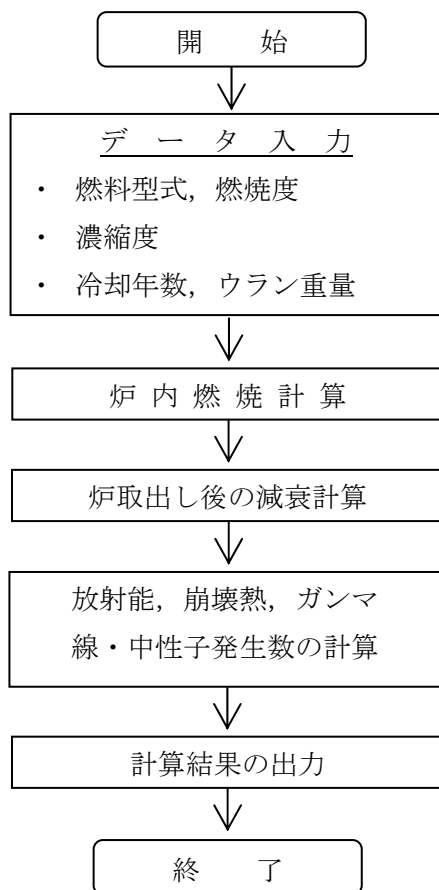 開　始
データ入力
・ 燃料型式，燃焼度
・ 濃縮度
・ 冷却年数，ウラン重量
炉内燃焼計算
炉取出し後の減衰計算
放射能，崩壊熱，ガンマ
線・中性子発生数の計算
計算結果の出力
終　了